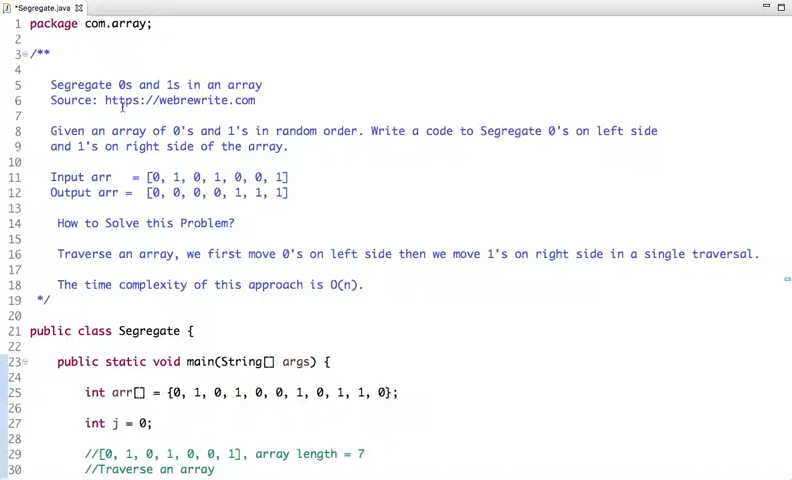 *Segregate.java
1 package com.array;
2
3 /**
4
5 Segregate 0s and 1s in an array
6 Source: https://webrewrite.com
7
8 Given an array of 0's and 1's in random order. Write a code to Segregate 0's on left side
9 and 1's on right side of the array.
10
11 Input arr = [0, 1, 0, 1, 0, 0, 1]
12 Output arr = [0, 0, 0, 0, 1, 1, 1]
13
14 How to Solve this Problem?
15
16 Traverse an array, we first move 0's on left side then we move 1's on right side in a single traversal.
17
18 The time complexity of this approach is O(n).
19 */
20
21 public class Segregate {
22
23 public static void main(String[] args) {
24
25 int arr[] = {0, 1, 0, 1, 0, 0, 1, 0, 1, 1, 0};
26
27 int j = 0;
28
29 //[0, 1, 0, 1, 0, 0, 1], array length = 7
30 //Traverse an array